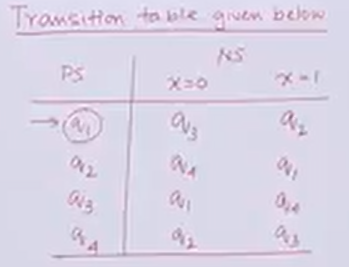 Transition table given below
NS
PS x=0 x=1
→ q1 q3 q2
q2 q4 q1
q3 q1 q4
q4 q2 q3